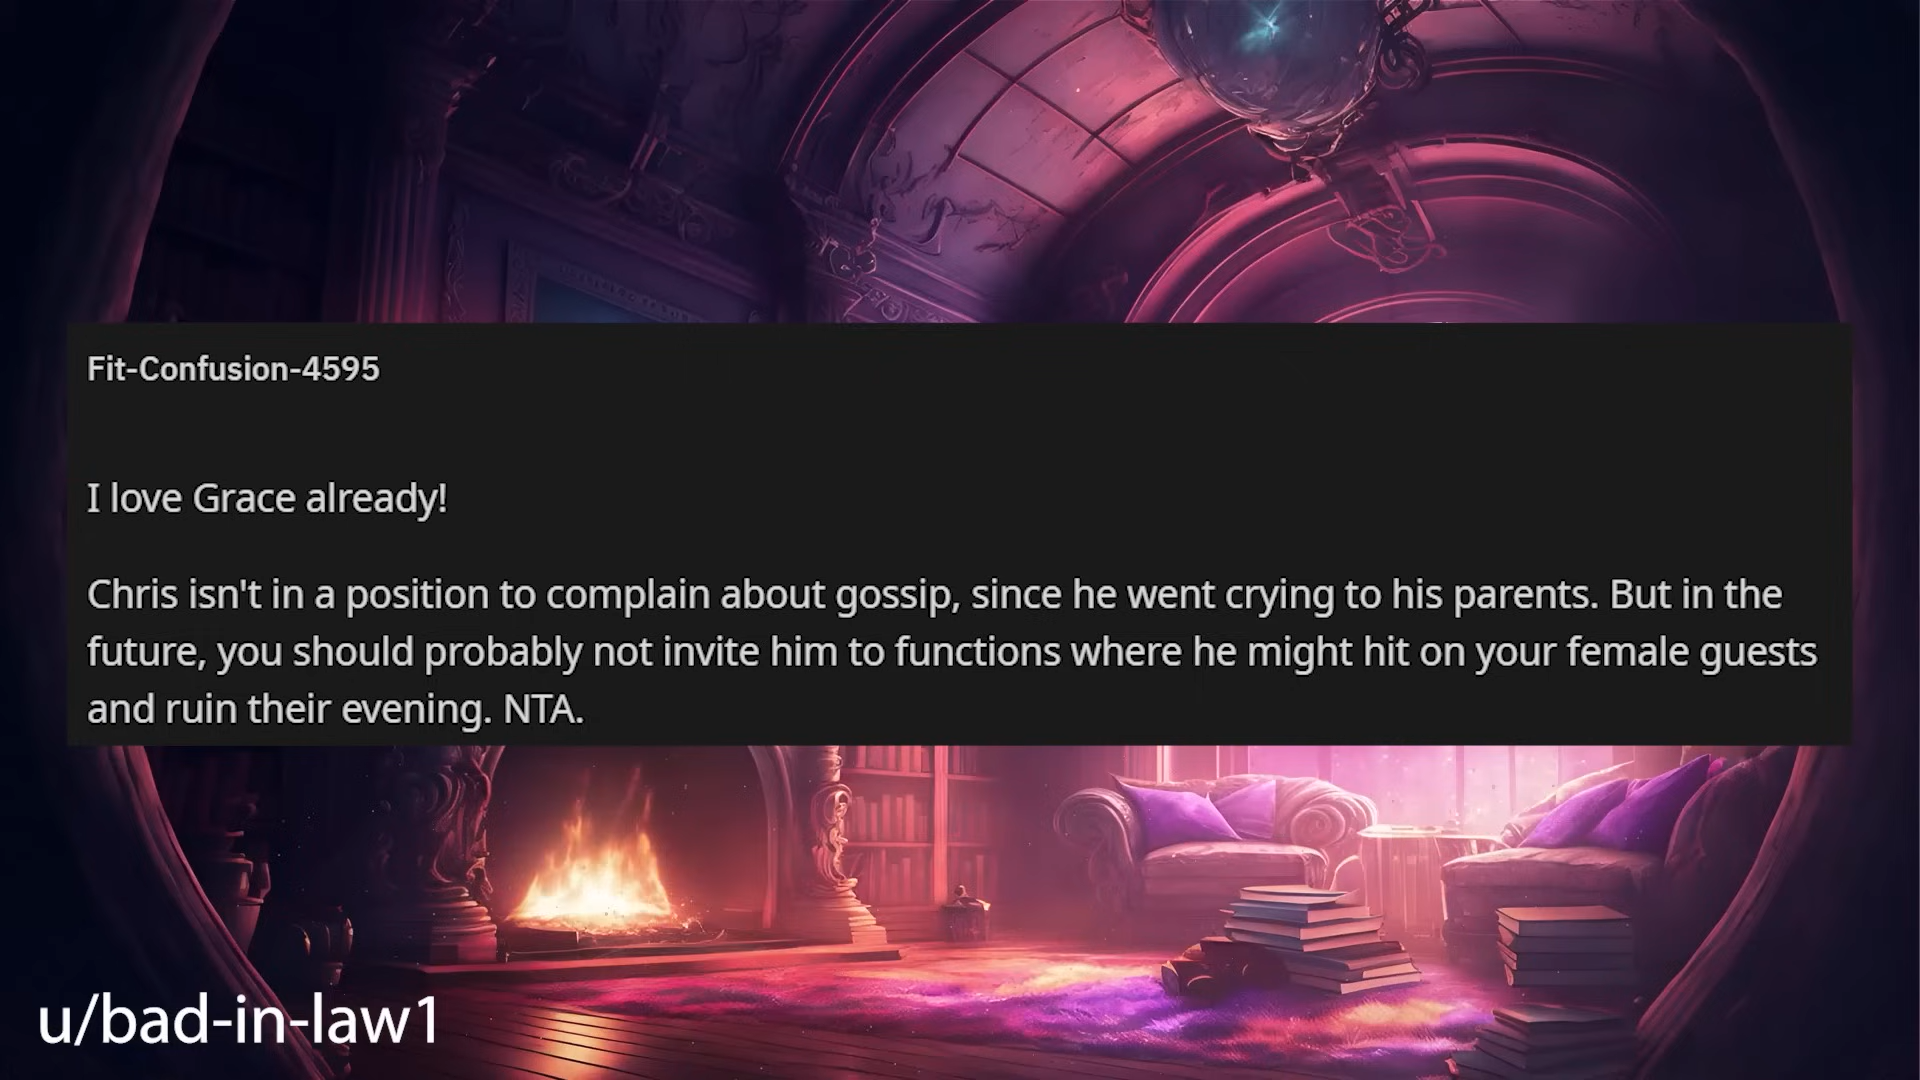 Fit-Confusion-4595
I love Grace already!
Chris isn't in a position to complain about gossip, since he went crying to his parents. But in the
future, you should probably not invite him to functions where he might hit on your female guests
and ruin their evening. NTA.
u/bad-in-law1